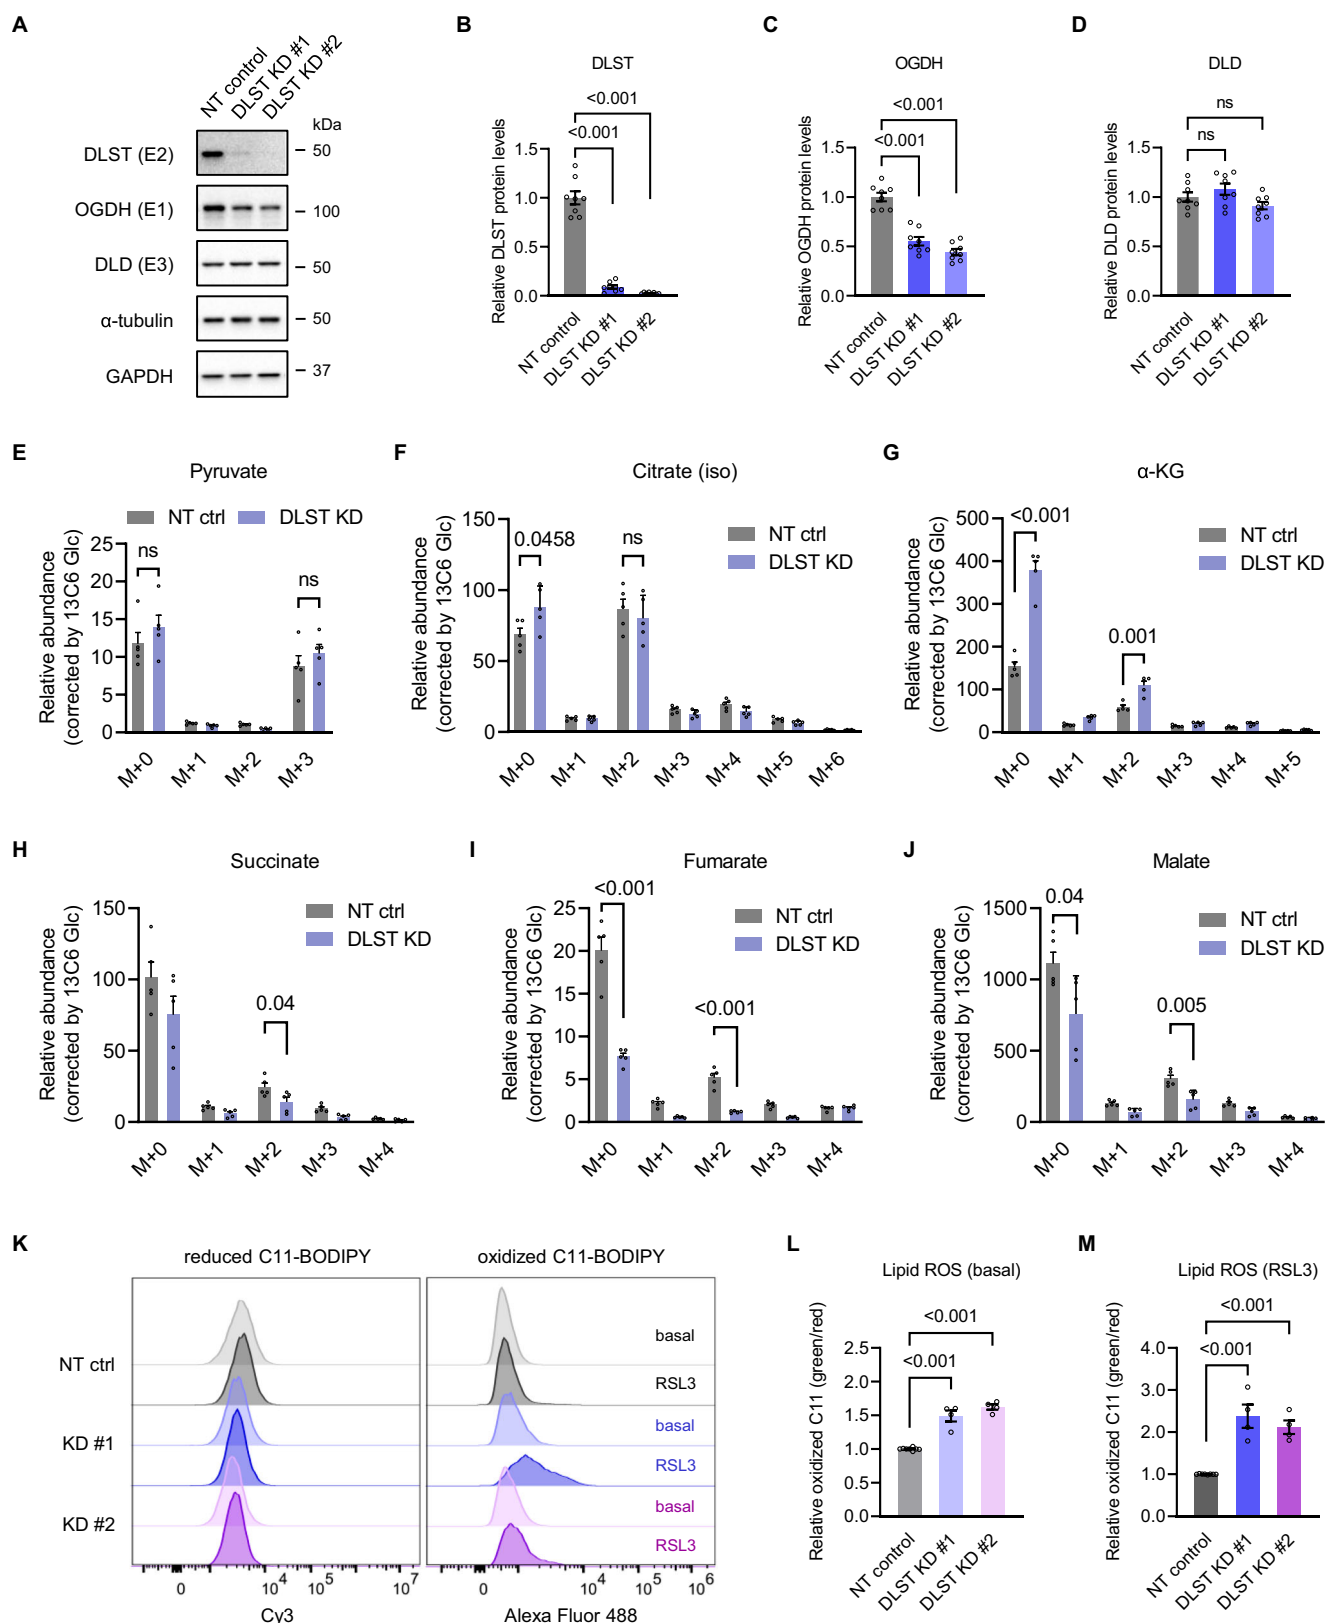 A
NT control
DLST KD #1
DLST KD #2
kDa
DLST (E2)
50
OGDH (E1)
100
DLD (E3)
50
α-tubulin
50
GAPDH
37
B
DLST
<0.001
<0.001
Relative DLST protein levels
1.5
1.0
0.5
0.0
NT control
DLST KD #1
DLST KD #2
C
OGDH
<0.001
<0.001
Relative OGDH protein levels
1.5
1.0
0.5
0.0
NT control
DLST KD #1
DLST KD #2
D
DLD
ns
ns
Relative DLD protein levels
1.5
1.0
0.5
0.0
NT control
DLST KD #1
DLST KD #2
E
Pyruvate
NT ctrl
DLST KD
Relative abundance
(corrected by 13C6 Glc)
25
20
15
10
5
0
ns
ns
M+0
M+1
M+2
M+3
F
Citrate (iso)
NT ctrl
DLST KD
Relative abundance
(corrected by 13C6 Glc)
150
100
50
0
0.0458
ns
M+0
M+1
M+2
M+3
M+4
M+5
M+6
G
α-KG
NT ctrl
DLST KD
Relative abundance
(corrected by 13C6 Glc)
500
400
300
200
100
0
<0.001
0.001
M+0
M+1
M+2
M+3
M+4
M+5
H
Succinate
NT ctrl
DLST KD
Relative abundance
(corrected by 13C6 Glc)
150
100
50
0
0.04
M+0
M+1
M+2
M+3
M+4
I
Fumarate
NT ctrl
DLST KD
Relative abundance
(corrected by 13C6 Glc)
25
20
15
10
5
0
<0.001
<0.001
M+0
M+1
M+2
M+3
M+4
J
Malate
NT ctrl
DLST KD
Relative abundance
(corrected by 13C6 Glc)
1500
1000
500
0
0.04
0.005
M+0
M+1
M+2
M+3
M+4
K
reduced C11-BODIPY
oxidized C11-BODIPY
NT ctrl
KD #1
KD #2
basal
RSL3
basal
RSL3
basal
RSL3
0
10^4
10^5
10^7
Cy3
0
10^4
10^5
10^6
Alexa Fluor 488
L
Lipid ROS (basal)
<0.001
<0.001
Relative oxidized C11 (green/red)
2.5
2.0
1.5
1.0
0.5
0.0
NT control
DLST KD #1
DLST KD #2
M
Lipid ROS (RSL3)
<0.001
<0.001
Relative oxidized C11 (green/red)
4.0
3.0
2.0
1.0
0.0
NT control
DLST KD #1
DLST KD #2